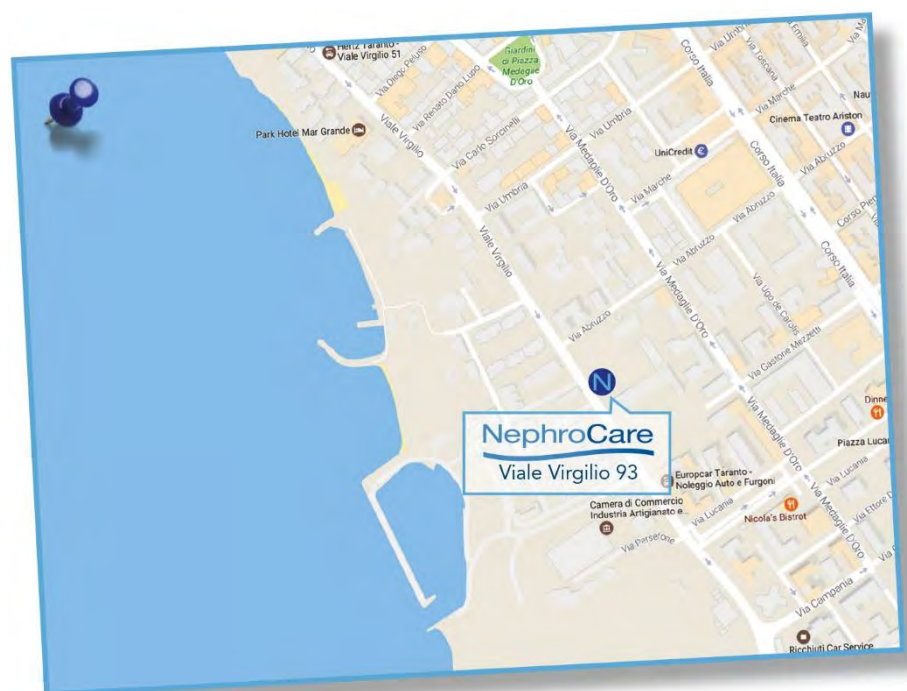 Hertz Taranto -
Viale Virgilio 51
Giardini
di Piazza
Medaglie
D'Oro
Via Umbria
Via Toscana
Via Emilia
Corso Italia
Via Marche
Via Diego Peluso
Via Renato Dario Lupo
Via Carlo Sorcinelli
Via Umbria
Cinema Teatro Ariston
Park Hotel Mar Grande
Viale Virgilio
UniCredit
Via Medaglie D'Oro
Via Marche
Corso Italia
Via Abruzzo
Via Umbria
Via Abruzzo
Viale Virgilio
Via Abruzzo
Via Medaglie D'Oro
Via Ugo de Carolis
Corso Italia
Via Abruzzo
Via Gastone Mezzetti
N
NephroCare
Viale Virgilio 93
Via Medaglie D'Oro
Europcar Taranto -
Noleggio Auto e Furgoni
Camera di Commercio
Industria Artigianato e...
Via Lucania
Via Lucania
Nicola's Bistrot
Via Persefone
Via Medaglie D'Oro
Via Campania
Ricchiuti Car Service